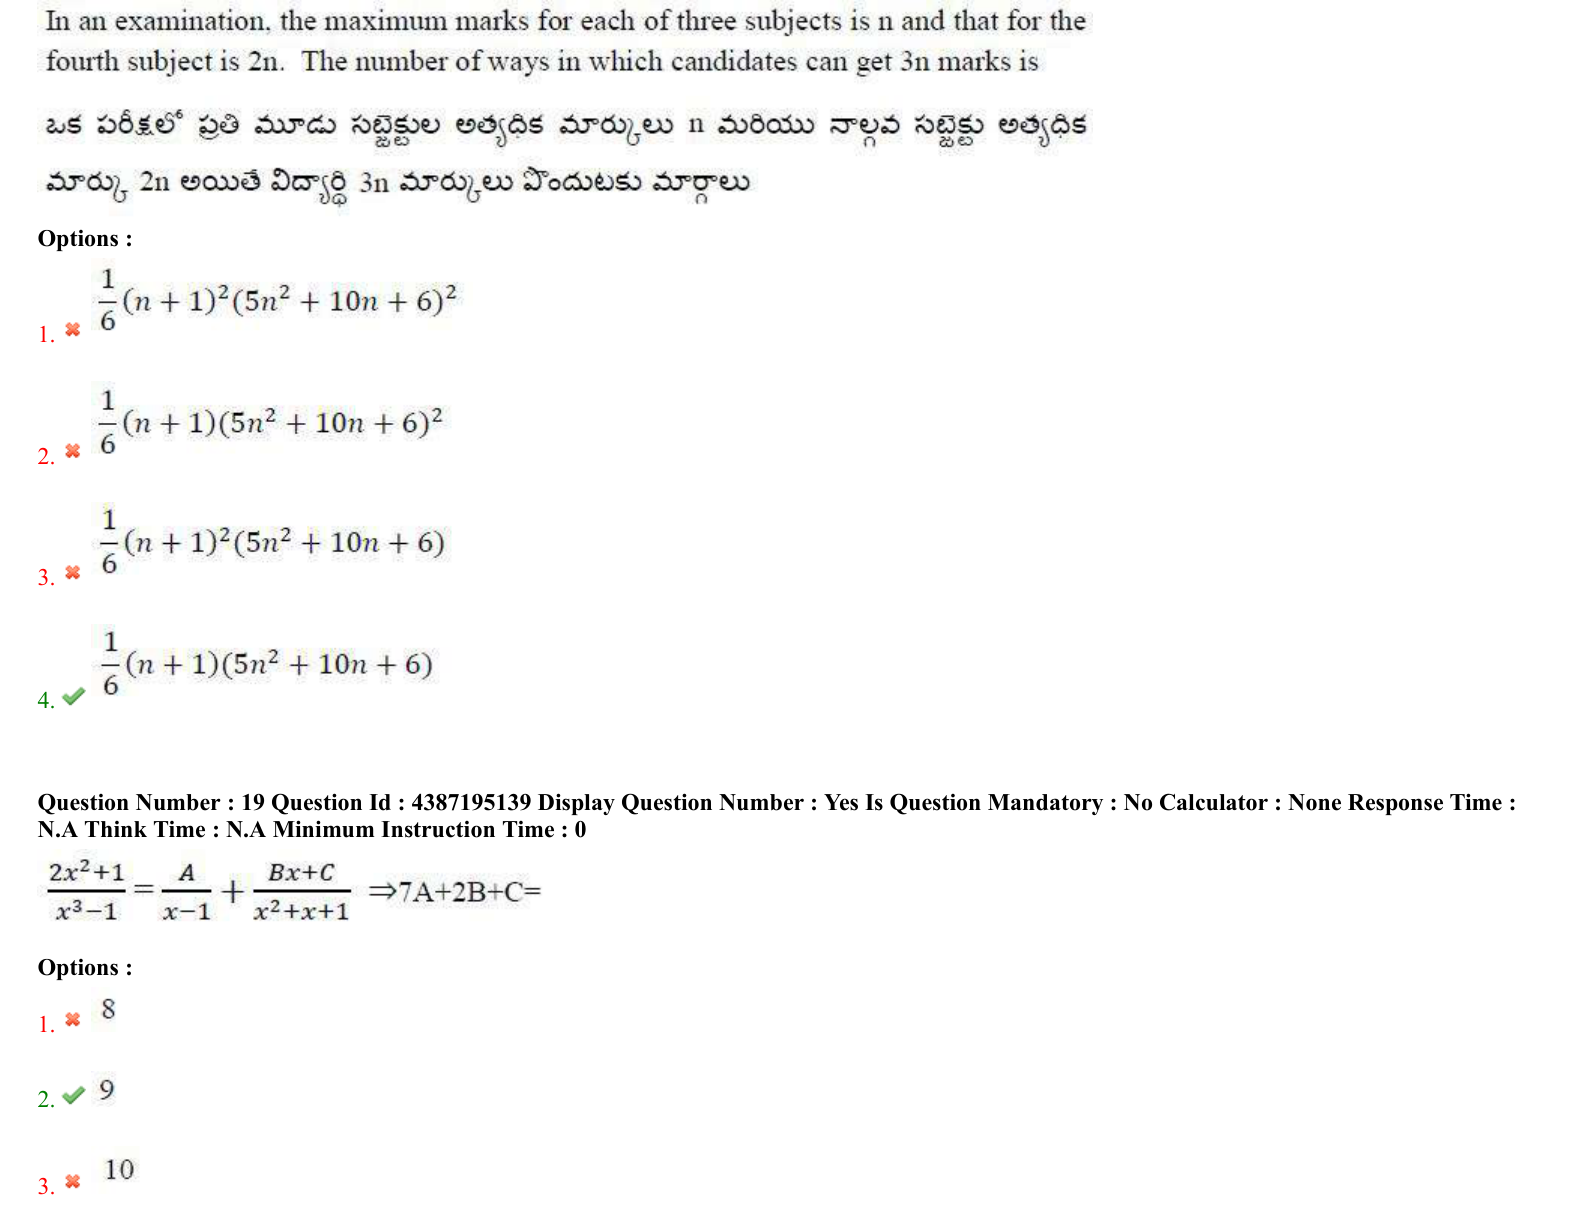 In an examination, the maximum marks for each of three subjects is n and that for the
fourth subject is 2n. The number of ways in which candidates can get 3n marks is
ఒక పరీక్షలో ప్రతి మూడు సబ్జెక్టుల అత్యధిక మార్కులు n మరియు నాల్గవ సబ్జెక్టు అత్యధిక
మార్కు 2n అయితే విద్యార్ధి 3n మార్కులు పొందుటకు మార్గాలు
Options :
1. ✖ \frac{1}{6}(n + 1)^2(5n^2 + 10n + 6)^2
2. ✖ \frac{1}{6}(n + 1)(5n^2 + 10n + 6)^2
3. ✖ \frac{1}{6}(n + 1)^2(5n^2 + 10n + 6)
4. ✔ \frac{1}{6}(n + 1)(5n^2 + 10n + 6)
Question Number : 19 Question Id : 4387195139 Display Question Number : Yes Is Question Mandatory : No Calculator : None Response Time :
N.A Think Time : N.A Minimum Instruction Time : 0
\frac{2x^2+1}{x^3-1} = \frac{A}{x-1} + \frac{Bx+C}{x^2+x+1} ⇒7A+2B+C=
Options :
1. ✖ 8
2. ✔ 9
3. ✖ 10